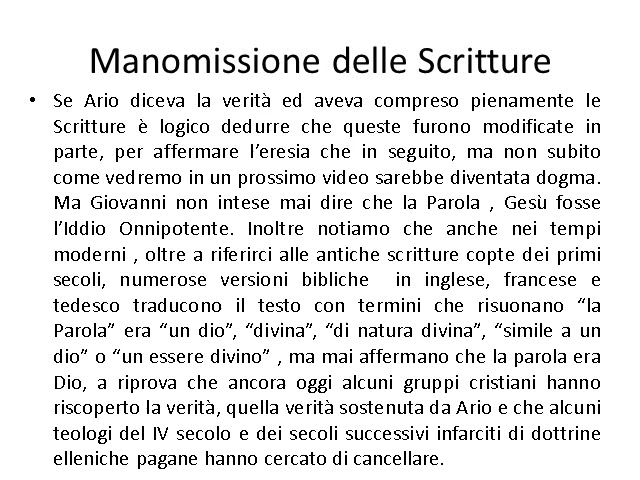 Manomissione delle Scritture
• Se Ario diceva la verità ed aveva compreso pienamente le
Scritture è logico dedurre che queste furono modificate in
parte, per affermare l'eresia che in seguito, ma non subito
come vedremo in un prossimo video sarebbe diventata dogma.
Ma Giovanni non intese mai dire che la Parola , Gesù fosse
l'Iddio Onnipotente. Inoltre notiamo che anche nei tempi
moderni , oltre a riferirci alle antiche scritture copte dei primi
secoli, numerose versioni bibliche in inglese, francese e
tedesco traducono il testo con termini che risuonano “la
Parola” era “un dio”, “divina”, “di natura divina”, “simile a un
dio” o “un essere divino” , ma mai affermano che la parola era
Dio, a riprova che ancora oggi alcuni gruppi cristiani hanno
riscoperto la verità, quella verità sostenuta da Ario e che alcuni
teologi del IV secolo e dei secoli successivi infarciti di dottrine
elleniche pagane hanno cercato di cancellare.